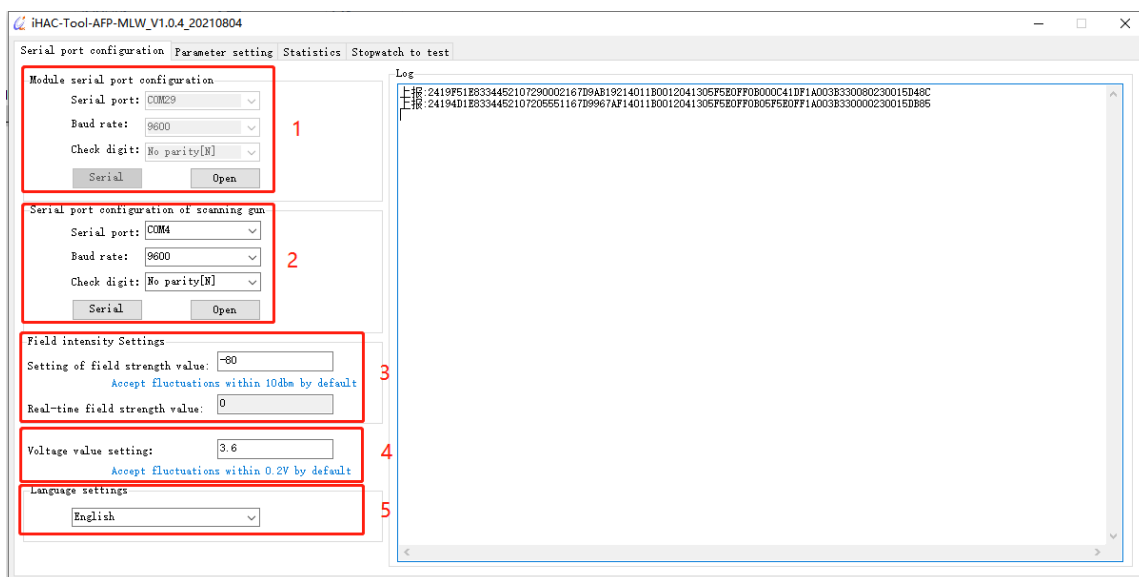 iHAC-Tool-AFP-MLW_V1.0.4_20210804
Serial port configuration Parameter setting Statistics Stopwatch to test
Module serial port configuration
Serial port: COM29
Baud rate: 9600
Check digit: No parity[N]
Serial Open
1
Serial port configuration of scanning gun
Serial port: COM4
Baud rate: 9600
Check digit: No parity[N]
Serial Open
2
Field intensity Settings
Setting of field strength value: -80
Accept fluctuations within 10dbm by default
Real-time field strength value: 0
3
Voltage value setting: 3.6
Accept fluctuations within 0.2V by default
4
Language settings
English
5
Log
上报:2419F51E8334452107290002167D9AB19214011B0012041305F5E0FF0B000C41DF1A003B330080230015D48C
上报:24194D1E8334452107205551167D9967AF14011B0012041305F5E0FF0B05F5E0FF1A003B330000230015DB85